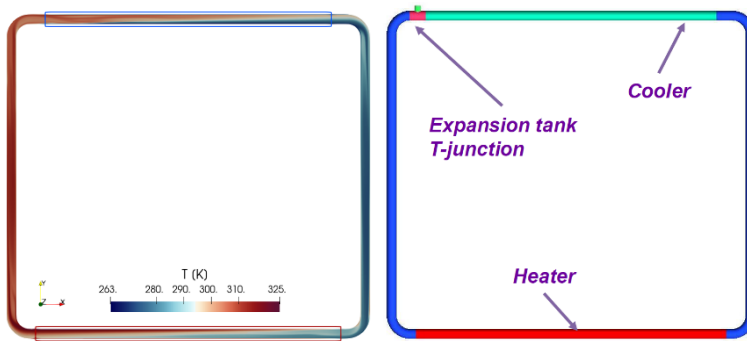 Cooler
Expansion tank
T-junction
Y
Z X
T (K)
263. 280. 290. 300. 310. 325.
Heater